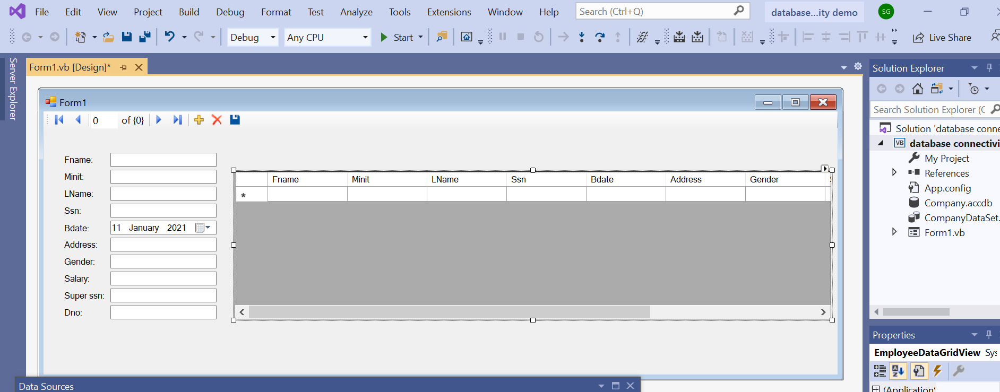 File Edit View Project Build Debug Format Test Analyze Tools Extensions Window Help Search (Ctrl+Q) database...ity demo SG
Debug Any CPU Start Live Share
Server Explorer
Form1.vb [Design]*
Form1
0 of {0}
Fname:
Minit:
LName:
Ssn:
Bdate: 11 January 2021
Address:
Gender:
Salary:
Super ssn:
Dno:
Fname Minit LName Ssn Bdate Address Gender
*
Data Sources
Solution Explorer
Search Solution Explorer (C
Solution 'database conne
VB database connectivi
My Project
References
App.config
Company.accdb
CompanyDataSet.
Form1.vb
Properties
EmployeeDataGridView Sys
(Application